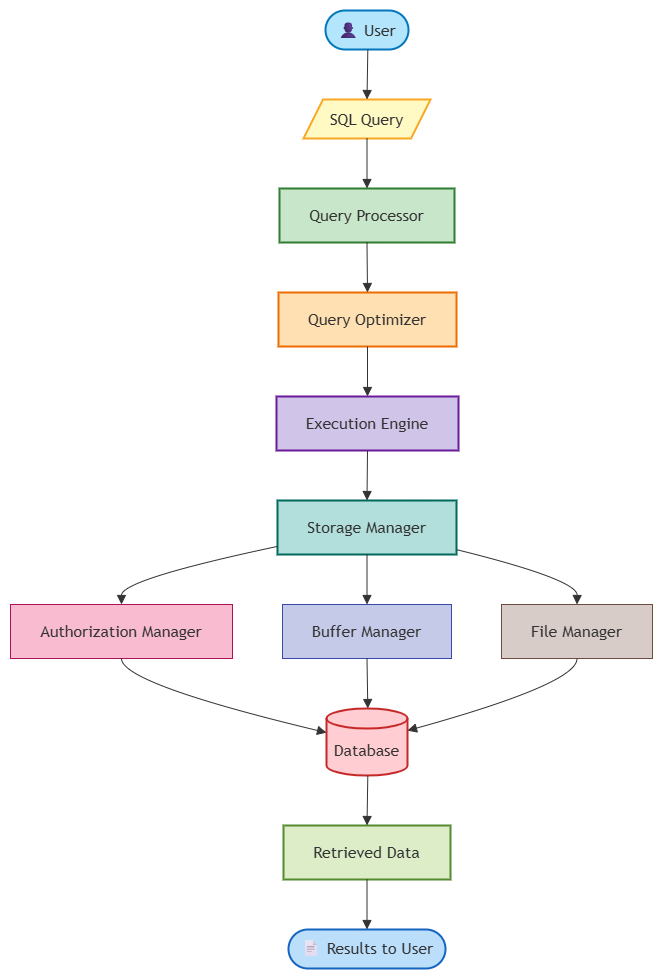 User
SQL Query
Query Processor
Query Optimizer
Execution Engine
Storage Manager
Authorization Manager
Buffer Manager
File Manager
Database
Retrieved Data
Results to User